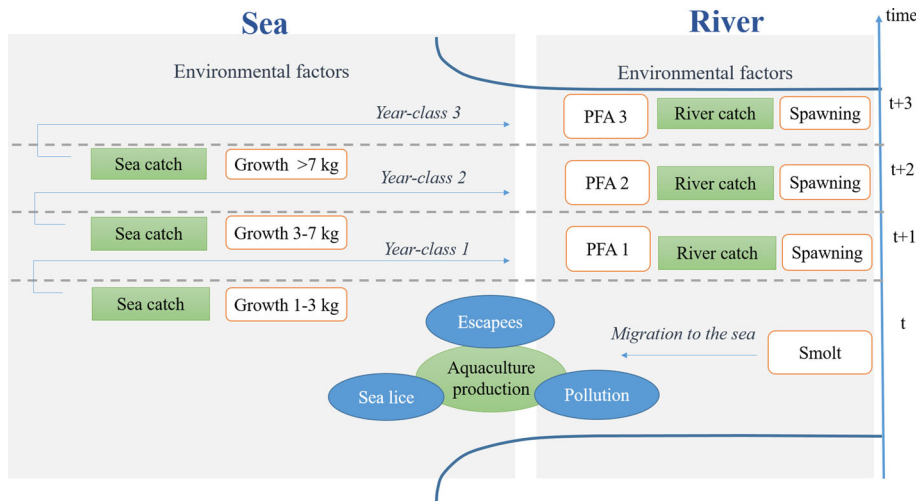 Sea
River
time
Environmental factors
Environmental factors
Year-class 3
PFA 3
River catch
Spawning
t+3
Sea catch
Growth >7 kg
Year-class 2
PFA 2
River catch
Spawning
t+2
Sea catch
Growth 3-7 kg
Year-class 1
PFA 1
River catch
Spawning
t+1
Sea catch
Growth 1-3 kg
Escapees
Migration to the sea
t
Smolt
Aquaculture
production
Sea lice
Pollution